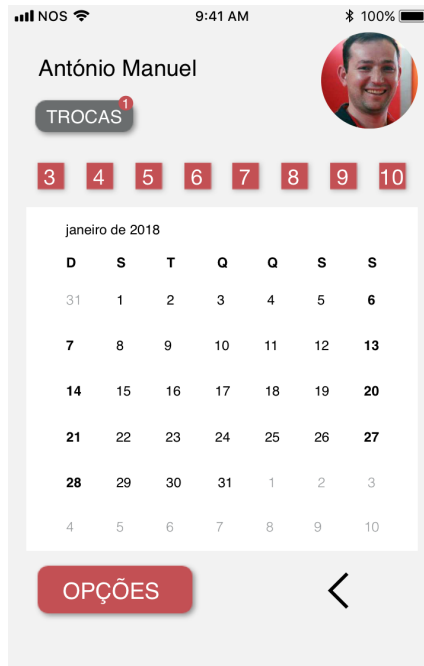 NOS 9:41 AM 100%
António Manuel
TROCAS 1
3 4 5 6 7 8 9 10
janeiro de 2018
D S T Q Q S S
31 1 2 3 4 5 6
7 8 9 10 11 12 13
14 15 16 17 18 19 20
21 22 23 24 25 26 27
28 29 30 31 1 2 3
4 5 6 7 8 9 10
OPÇÕES